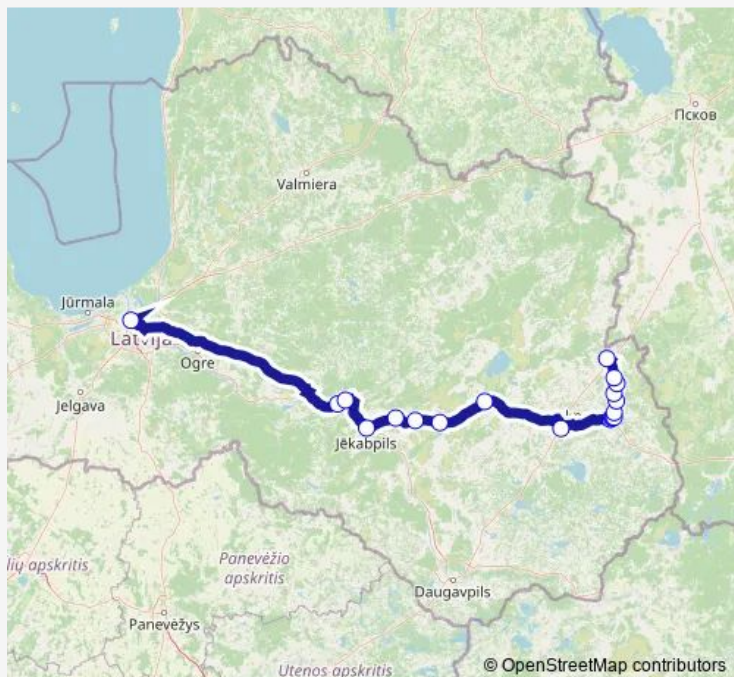 Псков
Valmiera
Jūrmala
Latvija
Ogre
Jelgava
Jēkabpils
Panevėžio
apskritis
Daugavpils
Panevėžys
Utenos apskritis
© OpenStreetMap contributors